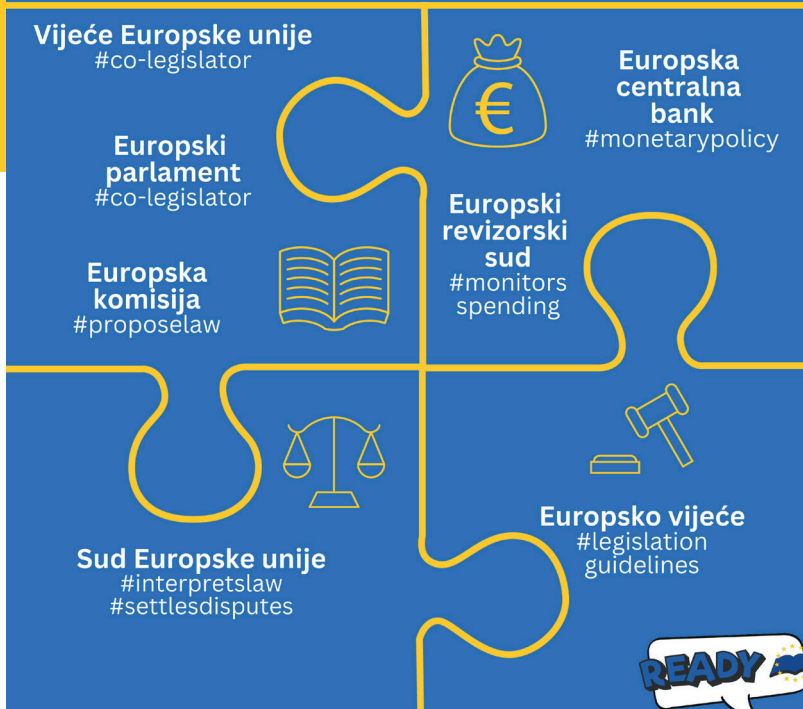 Vijeće Europske unije
#co-legislator
Europski
parlament
#co-legislator
Europska
komisija
#proposelaw
€
Europska
centralna
bank
#monetarypolicy
Europski
revizorski
sud
#monitors
spending
Sud Europske unije
#interpretslaw
#settlesdisputes
Europsko vijeće
#legislation
guidelines
READY